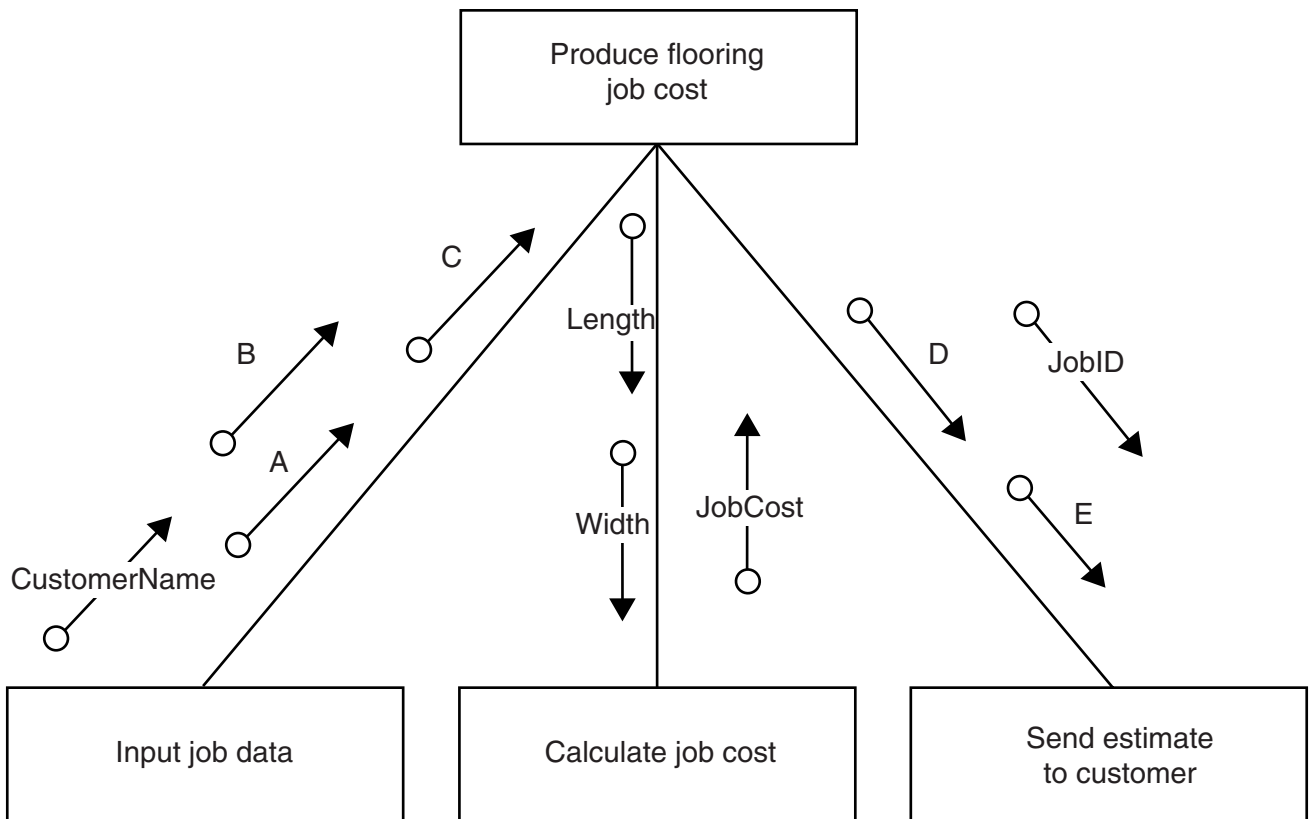 Produce flooring
job cost
C
Length
B
D
JobID
A
Width
JobCost
E
CustomerName
Input job data
Calculate job cost
Send estimate
to customer